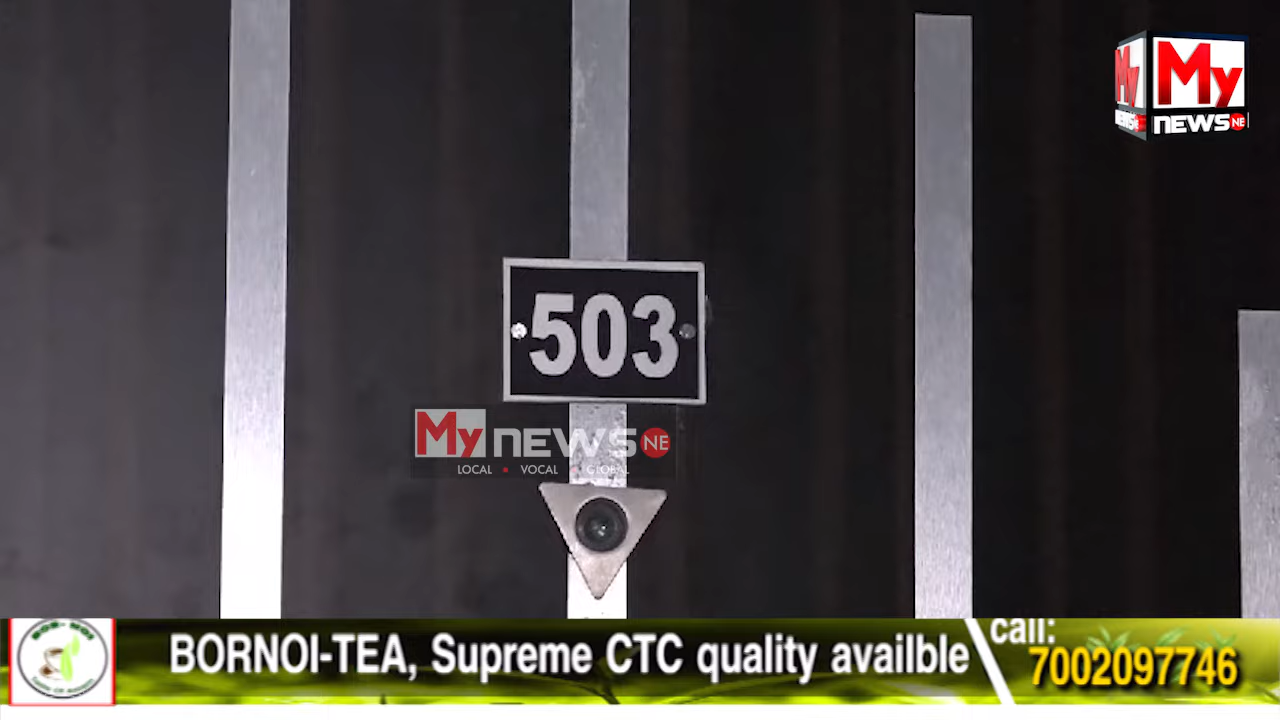 My
NEWS NE
503
My NEWS NE
LOCAL • VOCAL • GLOBAL
BORNOI-TEA, Supreme CTC quality availble
call:
7002097746